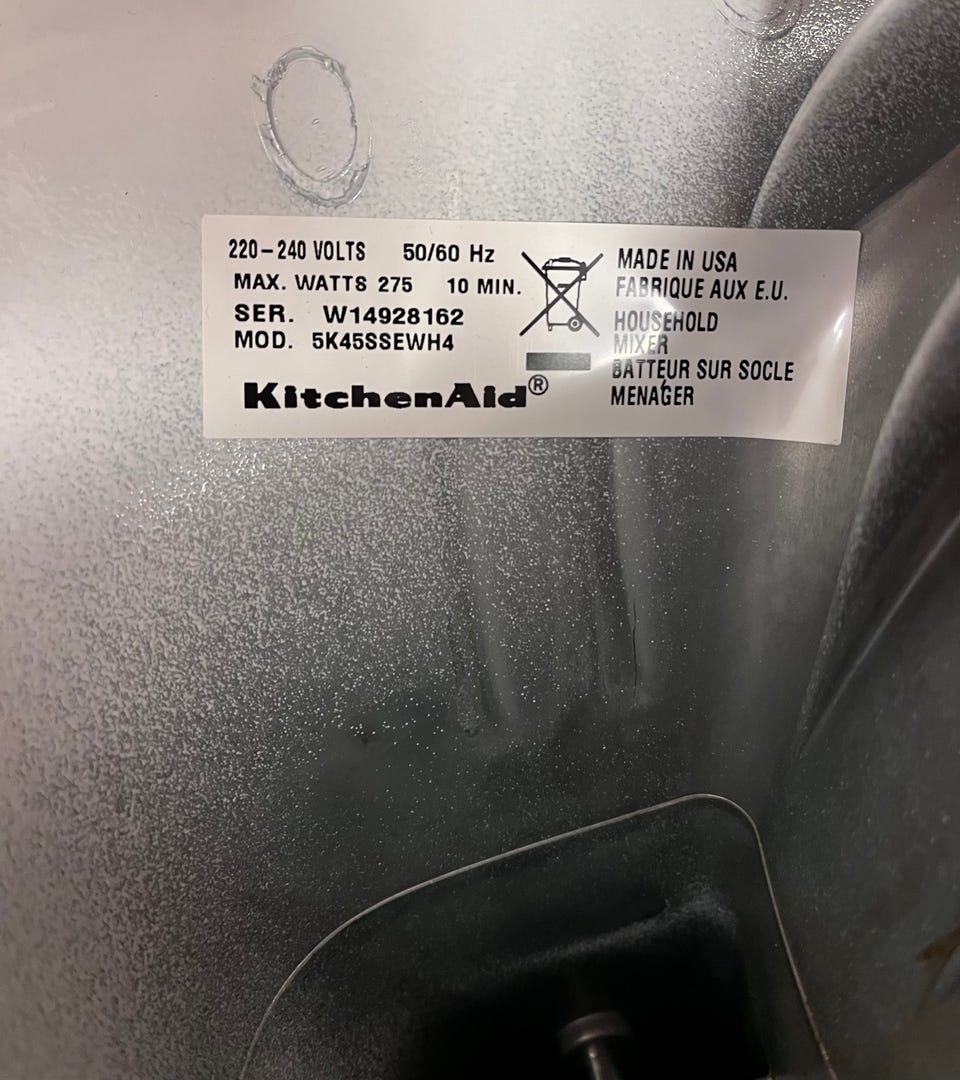 220-240 VOLTS 50/60 Hz
MAX. WATTS 275 10 MIN.
SER. W14928162
MOD. 5K45SSEWH4
KitchenAid®
MADE IN USA
FABRIQUE AUX E.U.
HOUSEHOLD
MIXER
BATTEUR SUR SOCLE
MENAGER